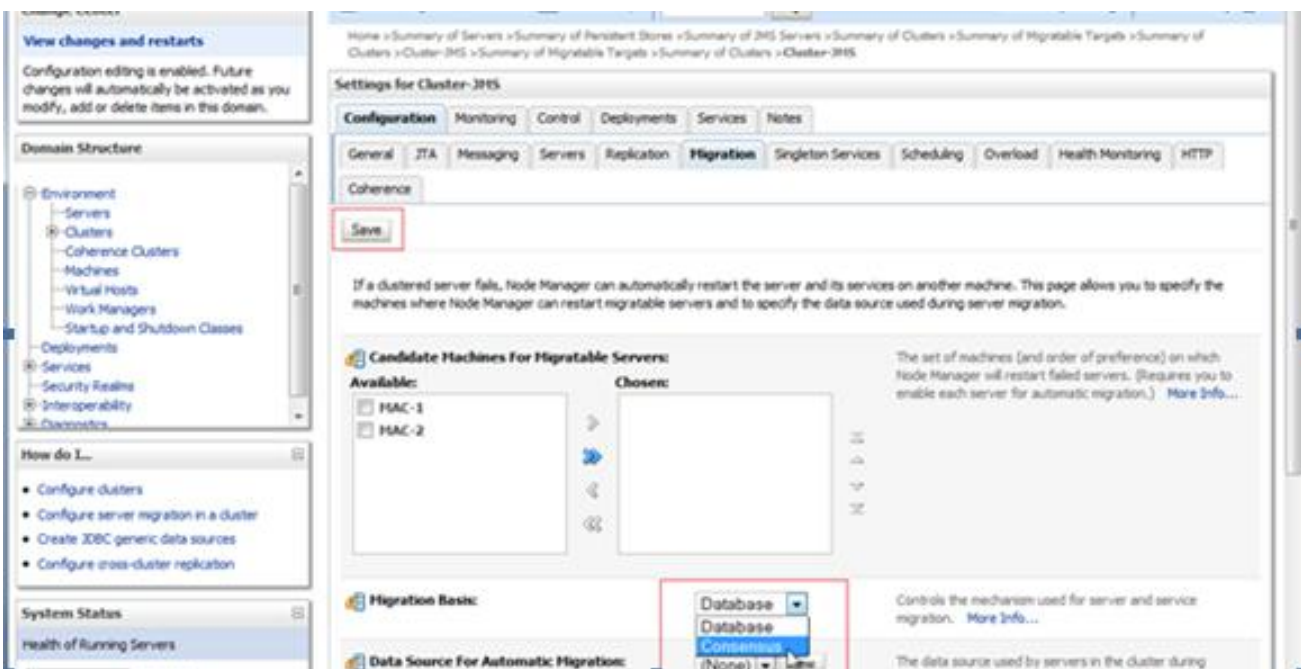 View changes and restarts
Configuration editing is enabled. Future
changes will automatically be activated as you
modify, add or delete items in this domain.
Domain Structure
Environment
Servers
Clusters
Coherence Clusters
Machines
Virtual Hosts
Work Managers
Startup and Shutdown Classes
Deployments
Services
Security Realms
Interoperability
Diagnostics
How do I...
Configure clusters
Configure server migration in a cluster
Create JDBC generic data sources
Configure cross-cluster replication
System Status
Health of Running Servers
Home >Summary of Servers >Summary of Persistent Stores >Summary of JMS Servers >Summary of Clusters >Summary of Migratable Targets >Summary of
Clusters >Cluster-JMS >Summary of Migratable Targets >Summary of Clusters >Cluster-JMS
Settings for Cluster-JMS
Configuration Monitoring Control Deployments Services Notes
General JTA Messaging Servers Replication Migration Singleton Services Scheduling Overload Health Monitoring HTTP
Coherence
Save
If a clustered server fails, Node Manager can automatically restart the server and its services on another machine. This page allows you to specify the
machines where Node Manager can restart migratable servers and to specify the data source used during server migration.
Candidate Machines For Migratable Servers:
Available: Chosen:
MAC-1
MAC-2
The set of machines (and order of preference) on which
Node Manager will restart failed servers. (Requires you to
enable each server for automatic migration.) More Info...
Migration Basis:
Database
Database
Consensus
Controls the mechanism used for server and service
migration. More Info...
Data Source For Automatic Migration:
(None)
The data source used by servers in the cluster during